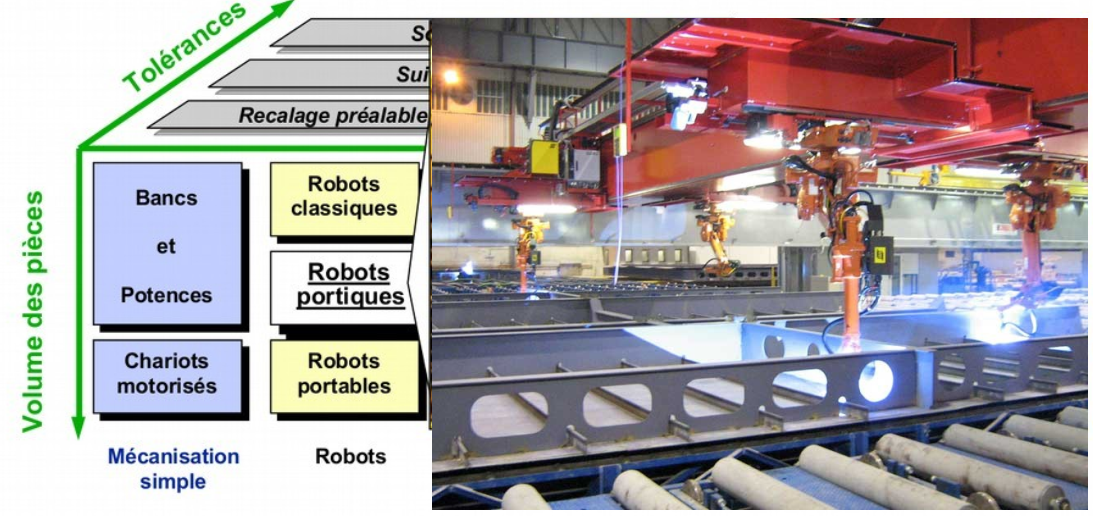 Tolérances
Recalage préalable
Volume des pièces
Bancs
et
Potences
Chariots
motorisés
Robots
classiques
Robots
portiques
Robots
portables
Mécanisation
simple
Robots